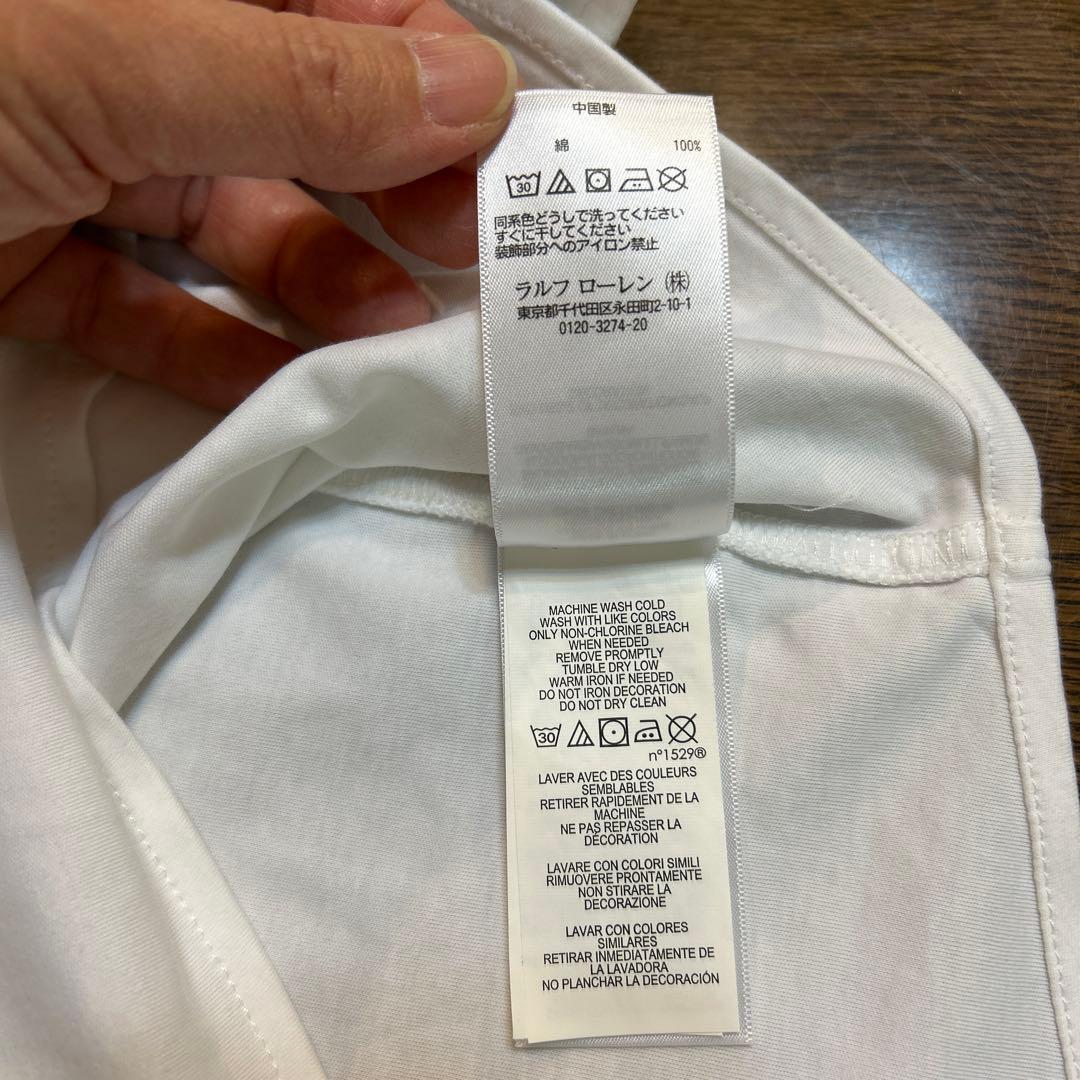 中国製
綿 100%
30
同系色どうしで洗ってください
すぐに干してください
装飾部分へのアイロン禁止
ラルフ ローレン ㈱
東京都千代田区永田町2-10-1
0120-3274-20
MACHINE WASH COLD
WASH WITH LIKE COLORS
ONLY NON-CHLORINE BLEACH
WHEN NEEDED
REMOVE PROMPTLY
TUMBLE DRY LOW
WARM IRON IF NEEDED
DO NOT IRON DECORATION
DO NOT DRY CLEAN
30
n°1529®
LAVER AVEC DES COULEURS
SEMBLABLES
RETIRER RAPIDEMENT DE LA
MACHINE
NE PAS REPASSER LA
DÉCORATION
LAVARE CON COLORI SIMILI
RIMUOVERE PRONTAMENTE
NON STIRARE LA
DECORAZIONE
LAVAR CON COLORES
SIMILARES
RETIRAR INMEDIATAMENTE DE
LA LAVADORA
NO PLANCHAR LA DECORACIÓN